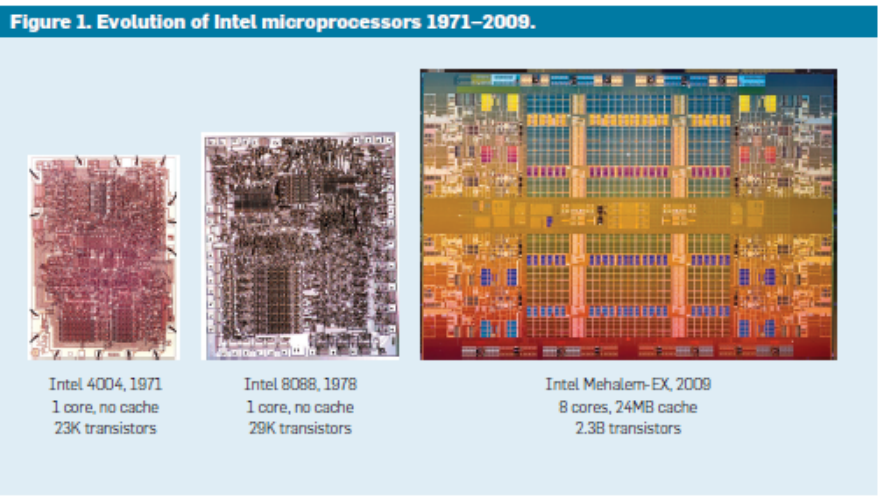 Figure 1. Evolution of Intel microprocessors 1971–2009.
Intel 4004, 1971
1 core, no cache
23K transistors
Intel 8088, 1978
1 core, no cache
29K transistors
Intel Mehalem-EX, 2009
8 cores, 24MB cache
2.3B transistors